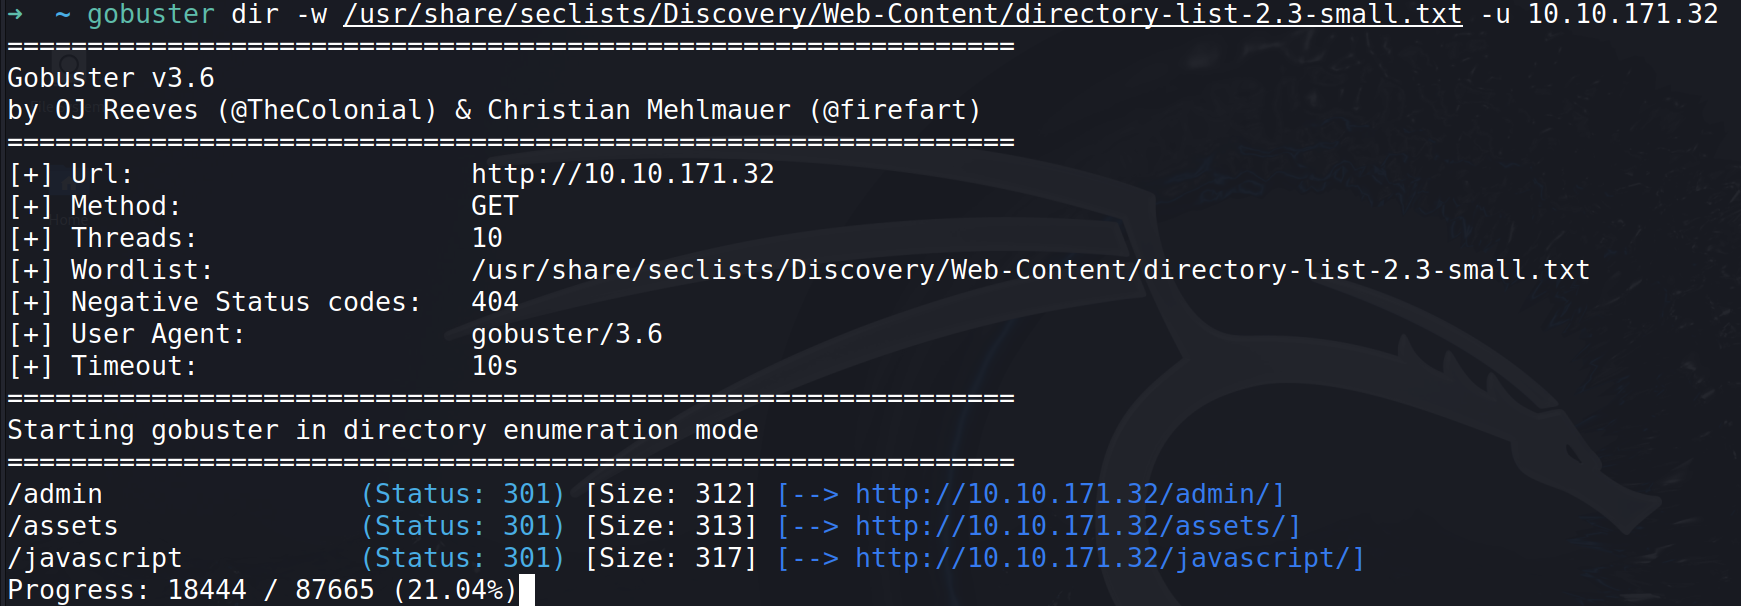 → ~ gobuster dir -w /usr/share/seclists/Discovery/Web-Content/directory-list-2.3-small.txt -u 10.10.171.32
===============================================================
Gobuster v3.6
by OJ Reeves (@TheColonial) & Christian Mehlmauer (@firefart)
===============================================================
[+] Url:                     http://10.10.171.32
[+] Method:                  GET
[+] Threads:                 10
[+] Wordlist:                /usr/share/seclists/Discovery/Web-Content/directory-list-2.3-small.txt
[+] Negative Status codes:   404
[+] User Agent:              gobuster/3.6
[+] Timeout:                 10s
===============================================================
Starting gobuster in directory enumeration mode
===============================================================
/admin                (Status: 301) [Size: 312] [--> http://10.10.171.32/admin/]
/assets               (Status: 301) [Size: 313] [--> http://10.10.171.32/assets/]
/javascript           (Status: 301) [Size: 317] [--> http://10.10.171.32/javascript/]
Progress: 18444 / 87665 (21.04%)